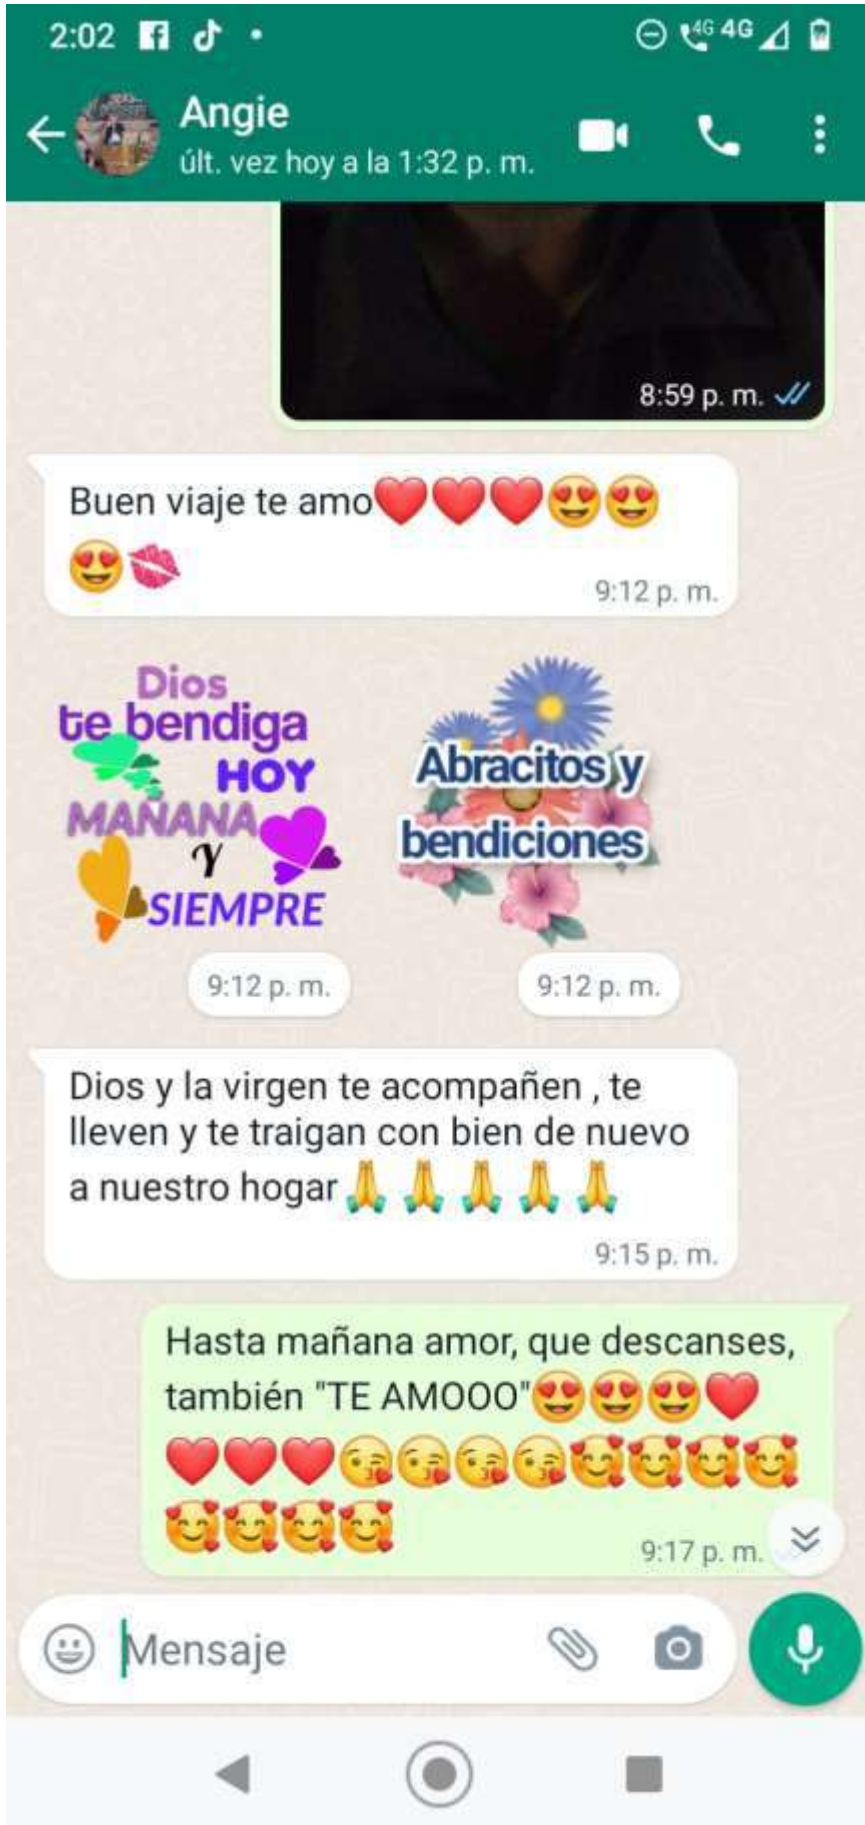 2:02
4G 4G
Angie
últ. vez hoy a la 1:32 p. m.
8:59 p. m.
Buen viaje te amo❤️❤️❤️😍😍
😍💋
9:12 p. m.
Dios
te bendiga
HOY
MAÑANA
Y
SIEMPRE
9:12 p. m.
Abracitos y
bendiciones
9:12 p. m.
Dios y la virgen te acompañen , te
lleven y te traigan con bien de nuevo
a nuestro hogar🙏🙏🙏🙏🙏
9:15 p. m.
Hasta mañana amor, que descanses,
también "TE AMOOO"😍😍😍❤️
❤️❤️❤️😘😘😘😘🥰🥰🥰🥰
🥰🥰🥰🥰
9:17 p. m.
Mensaje